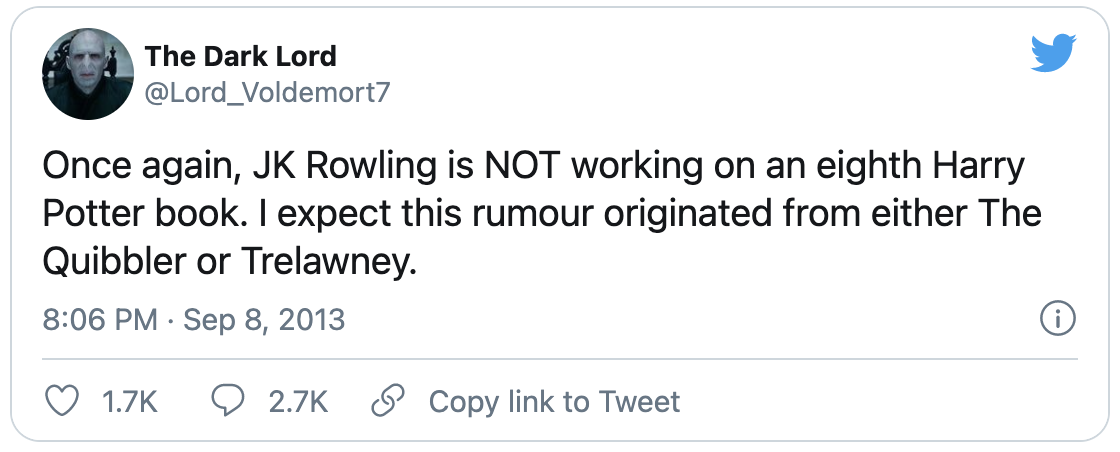 The Dark Lord
@Lord_Voldemort7
Once again, JK Rowling is NOT working on an eighth Harry
Potter book. I expect this rumour originated from either The
Quibbler or Trelawney.
8:06 PM · Sep 8, 2013
1.7K 2.7K Copy link to Tweet